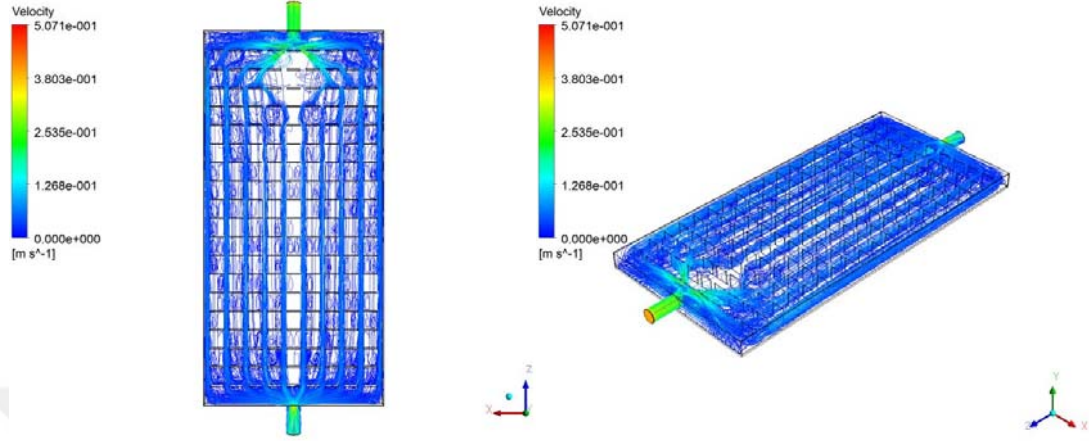 Velocity
5.071e-001
3.803e-001
2.535e-001
1.268e-001
0.000e+000
[m s^-1]
Z
X
Y
Velocity
5.071e-001
3.803e-001
2.535e-001
1.268e-001
0.000e+000
[m s^-1]
Y
Z
X